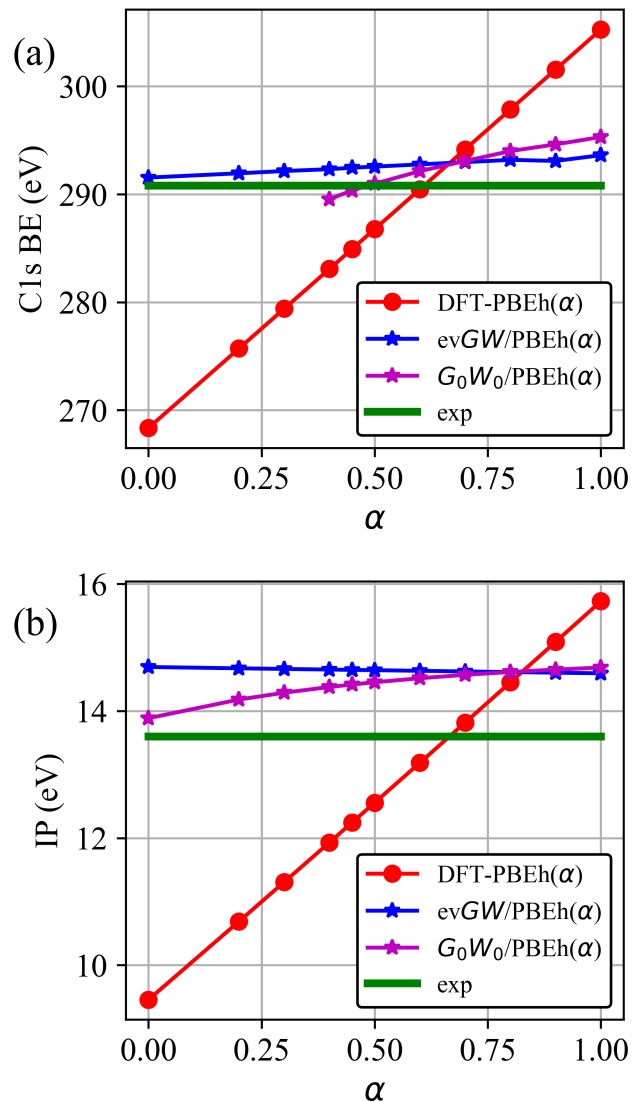 (a)
C1s BE (eV)
300
290
280
270
DFT-PBEh(α)
evGW/PBEh(α)
G₀W₀/PBEh(α)
exp
0.00 0.25 0.50 0.75 1.00
α
(b)
IP (eV)
16
14
12
10
DFT-PBEh(α)
evGW/PBEh(α)
G₀W₀/PBEh(α)
exp
0.00 0.25 0.50 0.75 1.00
α